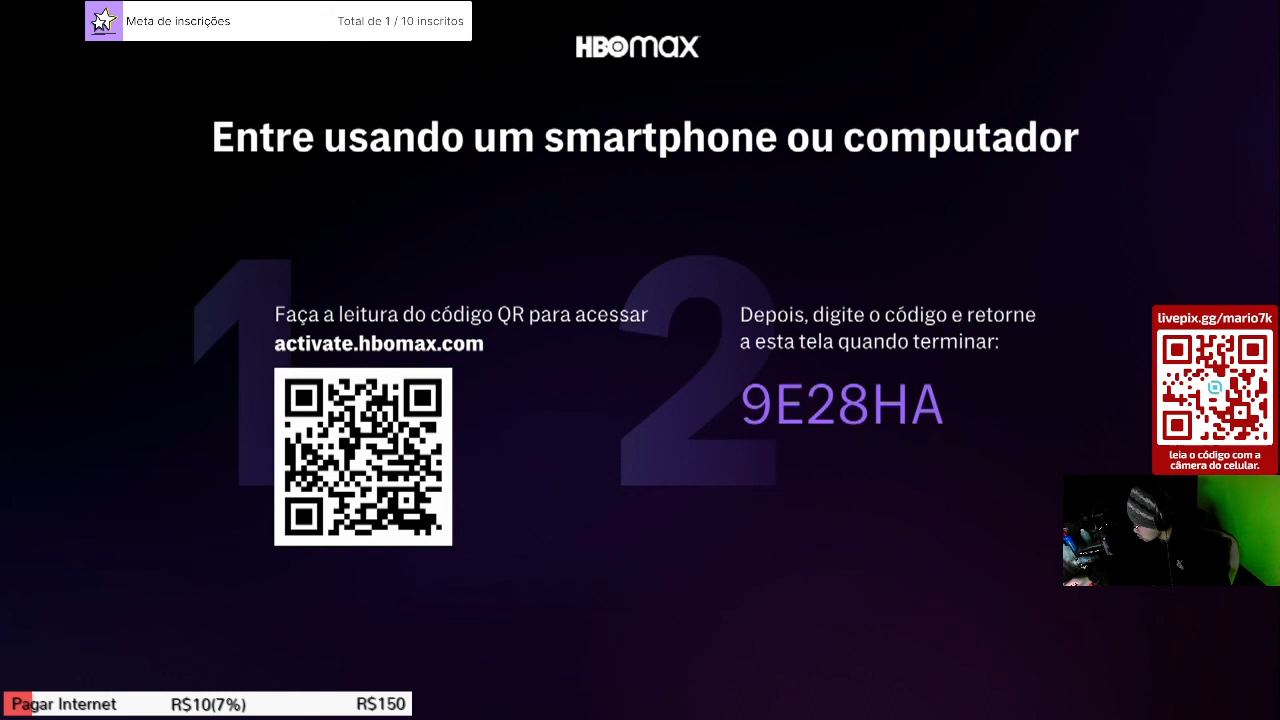 Meta de inscrições
Total de 1 / 10 inscritos
HBOmax
Entre usando um smartphone ou computador
1
Faça a leitura do código QR para acessar
activate.hbomax.com
2
Depois, digite o código e retorne
a esta tela quando terminar:
9E28HA
livepix.gg/mario7k
leia o código com a
câmera do celular.
Pagar Internet
R$10(7%)
R$150